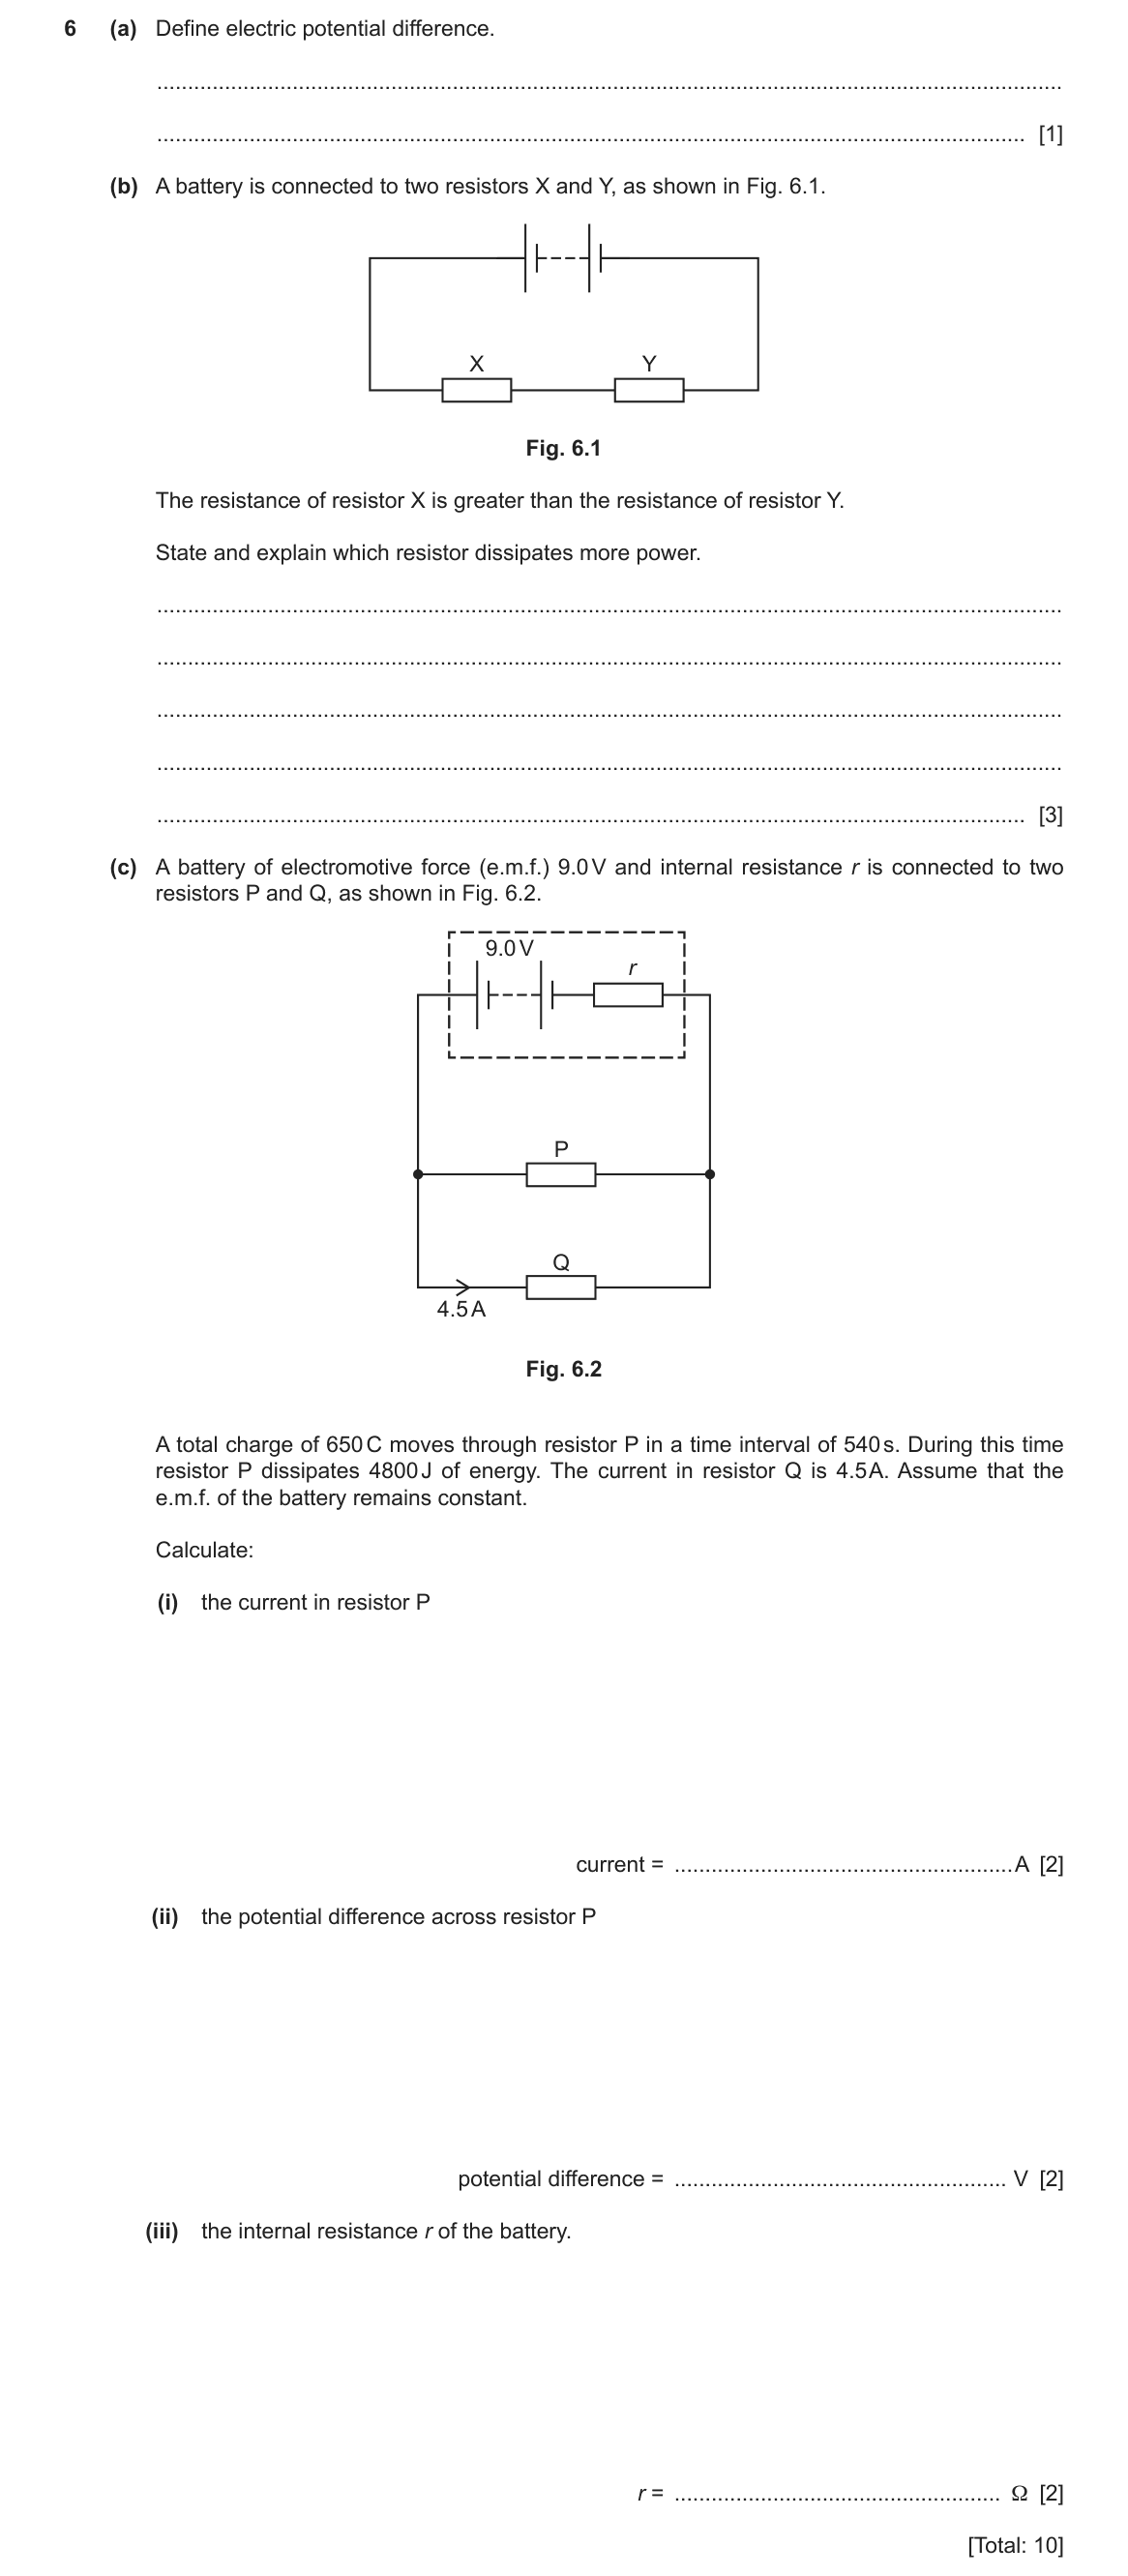 6 (a) Define electric potential difference.
..........................................................................................................................................................
.................................................................................................................................................... [1]
(b) A battery is connected to two resistors X and Y, as shown in Fig. 6.1.
X Y
Fig. 6.1
The resistance of resistor X is greater than the resistance of resistor Y.
State and explain which resistor dissipates more power.
..........................................................................................................................................................
..........................................................................................................................................................
..........................................................................................................................................................
..........................................................................................................................................................
.................................................................................................................................................... [3]
(c) A battery of electromotive force (e.m.f.) 9.0 V and internal resistance r is connected to two
resistors P and Q, as shown in Fig. 6.2.
9.0 V
r
P
Q
4.5 A
Fig. 6.2
A total charge of 650 C moves through resistor P in a time interval of 540 s. During this time
resistor P dissipates 4800 J of energy. The current in resistor Q is 4.5 A. Assume that the
e.m.f. of the battery remains constant.
Calculate:
(i) the current in resistor P
current = ....................................................... A [2]
(ii) the potential difference across resistor P
potential difference = ...................................................... V [2]
(iii) the internal resistance r of the battery.
r = ..................................................... Ω [2]
[Total: 10]